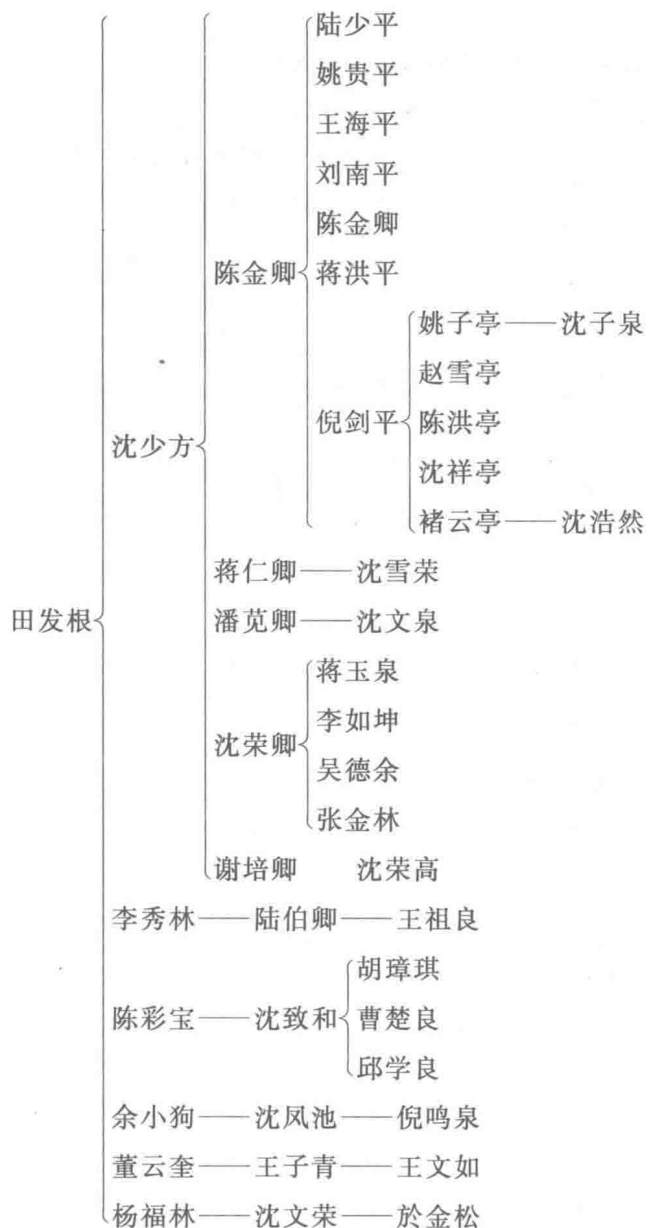 陆少平
姚贵平
王海平
刘南平
陈金卿
陈金卿 蒋洪平
姚子亭——沈子泉
赵雪亭
沈少方 倪剑平 陈洪亭
沈祥亭
褚云亭——沈浩然
蒋仁卿——沈雪荣
田发根 潘苋卿——沈文泉
蒋玉泉
李如坤
沈荣卿
吴德余
张金林
谢培卿 沈荣高
李秀林——陆伯卿——王祖良
胡璋琪
陈彩宝——沈致和 曹楚良
邱学良
余小狗——沈凤池——倪鸣泉
董云奎——王子青——王文如
杨福林——沈文荣——於金松